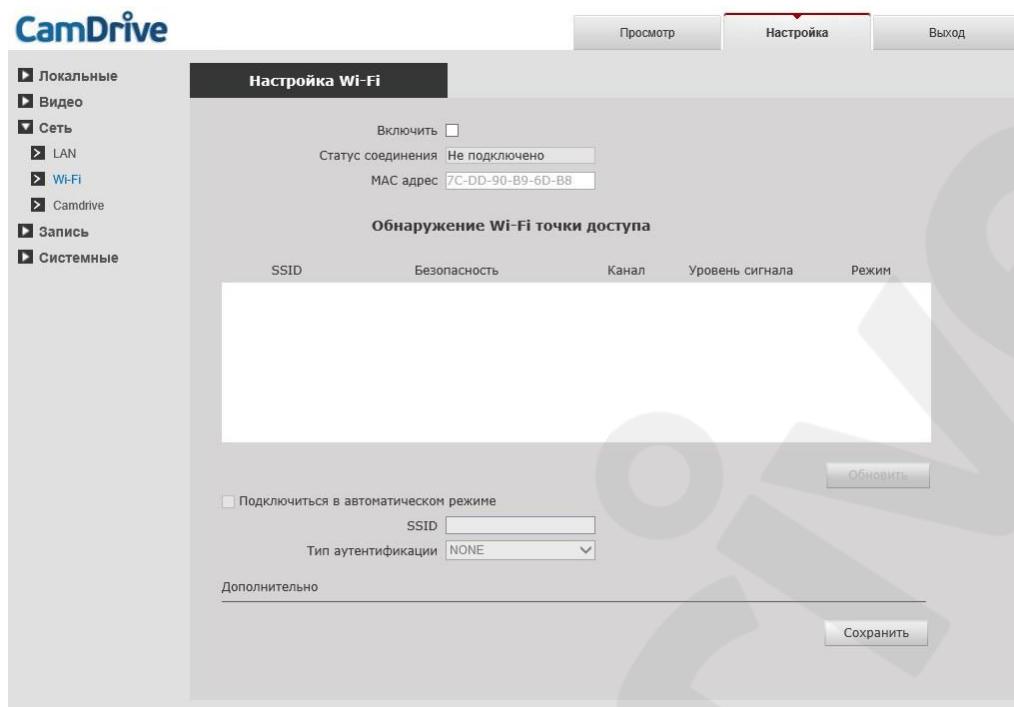 CamDrive
Просмотр Настройка Выход
Локальные
Видео
Сеть
LAN
Wi-Fi
Camdrive
Запись
Системные
Настройка Wi-Fi
Включить
Статус соединения Не подключено
MAC адрес 7C-DD-90-B9-6D-B8
Обнаружение Wi-Fi точки доступа
SSID Безопасность Канал Уровень сигнала Режим
Обновить
Подключиться в автоматическом режиме
SSID
Тип аутентификации NONE
Дополнительно
Сохранить